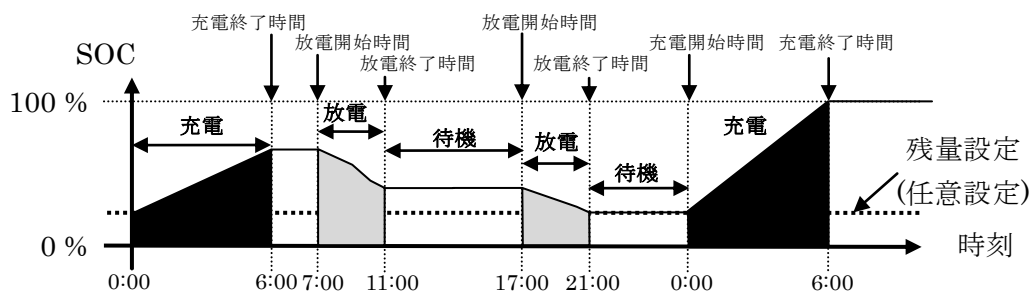 充電終了時間
放電開始時間
放電終了時間
放電開始時間
放電終了時間
充電開始時間
充電終了時間
SOC
100 %
充電
放電
待機
放電
待機
充電
残量設定
(任意設定)
0 %
時刻
0:00
6:00
7:00
11:00
17:00
21:00
0:00
6:00